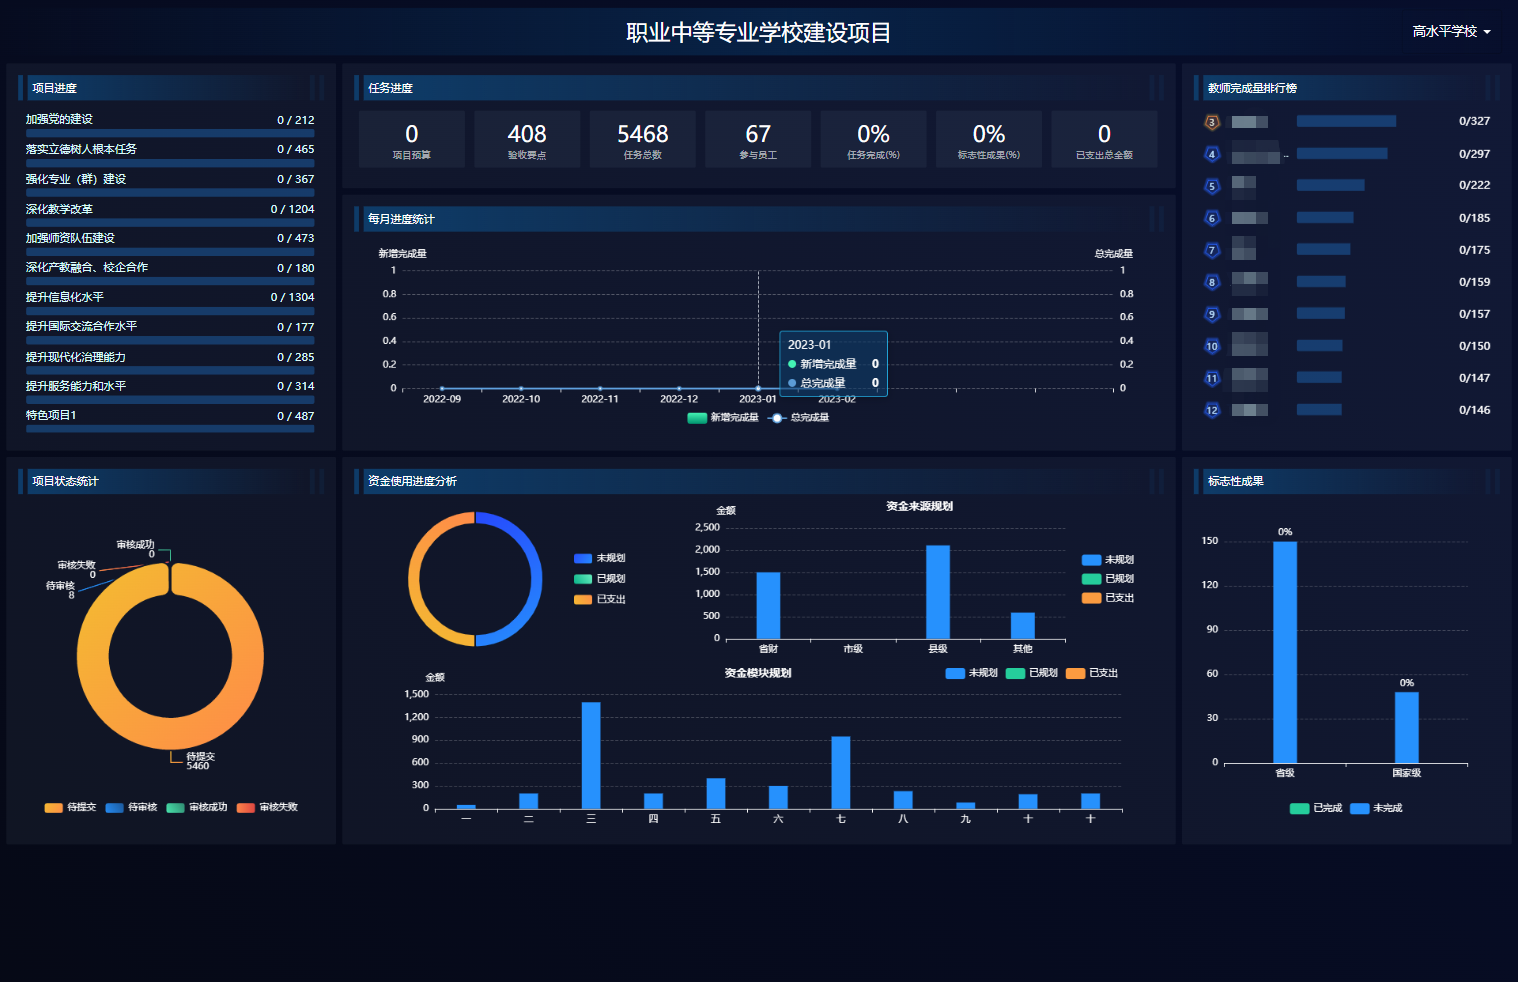 职业中等专业学校建设项目
高水平学校
项目进度
加强党的建设 0 / 212
落实立德树人根本任务 0 / 465
强化专业（群）建设 0 / 367
深化教学改革 0 / 1204
加强师资队伍建设 0 / 473
深化产教融合、校企合作 0 / 180
提升信息化水平 0 / 1304
提升国际交流合作水平 0 / 177
提升现代化治理能力 0 / 285
提升服务能力和水平 0 / 314
特色项目1 0 / 487
任务进度
0 408 5468 67 0% 0% 0
项目预算 验收要点 任务总数 参与员工 任务完成(%) 标志性成果(%) 已支出总金额
每月进度统计
新增完成量 总完成量
1 1
0.8 0.8
0.6 0.6
0.4 0.4
0.2 0.2
0 0
2022-09 2022-10 2022-11 2022-12 2023-01 2023-02
2023-01
新增完成量 0
总完成量 0
新增完成量 总完成量
教师完成量排行榜
3 0/327
4 .. 0/297
5 0/222
6 0/185
7 0/175
8 0/159
9 0/157
10 0/150
11 0/147
12 0/146
项目状态统计
审核成功
0
审核失败
0
待审核
8
待提交
5460
待提交 待审核 审核成功 审核失败
资金使用进度分析
未规划
已规划
已支出
资金来源规划
金额
2,500
2,000
1,500
1,000
500
0
省财 市级 县级 其他
未规划
已规划
已支出
资金模块规划
未规划 已规划 已支出
金额
1,500
1,200
900
600
300
0
一 二 三 四 五 六 七 八 九 十 十
标志性成果
0%
0%
150
120
90
60
30
0
省级 国家级
已完成 未完成